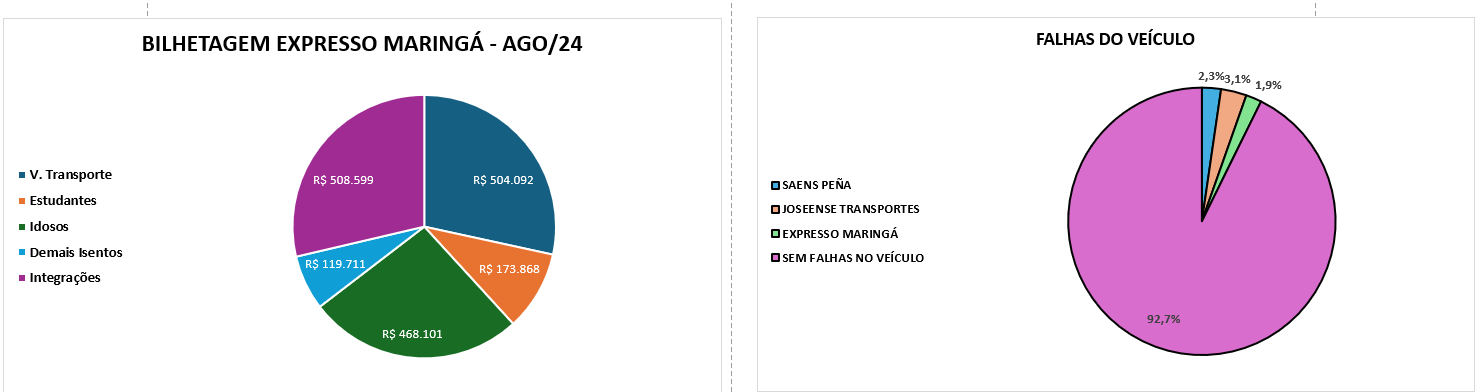 BILHETAGEM EXPRESSO MARINGÁ - AGO/24
V. Transporte
Estudantes
Idosos
Demais Isentos
Integrações
R$ 508.599
R$ 504.092
R$ 119.711
R$ 173.868
R$ 468.101
FALHAS DO VEÍCULO
2,3%
3,1%
1,9%
SAENS PEÑA
JOSEENSE TRANSPORTES
EXPRESSO MARINGÁ
SEM FALHAS NO VEÍCULO
92,7%